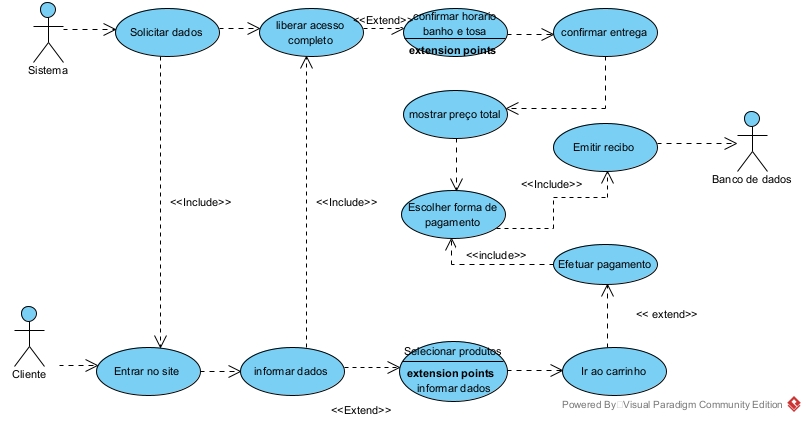 Sistema
Solicitar dados
liberar acesso
completo
<<Extend>>
confirmar horario
banho e tosa
extension points
confirmar entrega
mostrar preço total
Emitir recibo
Banco de dados
<<Include>>
<<Include>>
<<Include>>
Escolher forma de
pagamento
<<include>>
Efetuar pagamento
<< extend>>
Cliente
Entrar no site
informar dados
<<Extend>>
Selecionar produtos
extension points
informar dados
Ir ao carrinho
Powered By Visual Paradigm Community Edition